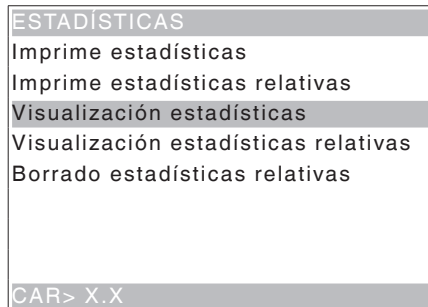 ESTADÍSTICAS
Imprime estadísticas
Imprime estadísticas relativas
Visualización estadísticas
Visualización estadísticas relativas
Borrado estadísticas relativas
CAR> X.X